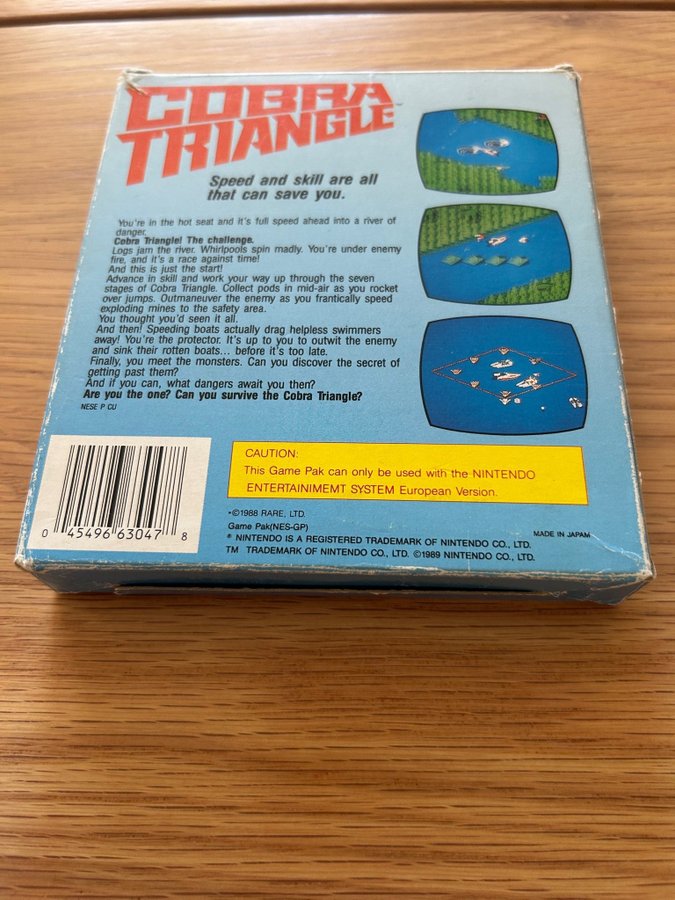 COBRA
TRIANGLE™
Speed and skill are all
that can save you.
You're in the hot seat and it's full speed ahead into a river of
danger.
Cobra Triangle! The challenge.
Logs jam the river. Whirlpools spin madly. You're under enemy
fire, and it's a race against time!
And this is just the start!
Advance in skill and work your way up through the seven
stages of Cobra Triangle. Collect pods in mid-air as you rocket
over jumps. Outmaneuver the enemy as you frantically speed
exploding mines to the safety area.
You thought you'd seen it all.
And then! Speeding boats actually drag helpless swimmers
away! You're the protector. It's up to you to outwit the enemy
and sink their rotten boats... before it's too late.
Finally, you meet the monsters. Can you discover the secret of
getting past them?
And if you can, what dangers await you then?
Are you the one? Can you survive the Cobra Triangle?
NESE P CU
CAUTION:
This Game Pak can only be used with the NINTENDO
ENTERTAINIMEMT SYSTEM European Version.
0 45496 63047 8
*©1988 RARE, LTD.
Game Pak(NES-GP)
® NINTENDO IS A REGISTERED TRADEMARK OF NINTENDO CO., LTD.
TM TRADEMARK OF NINTENDO CO., LTD. ©1989 NINTENDO CO., LTD.
MADE IN JAPAM